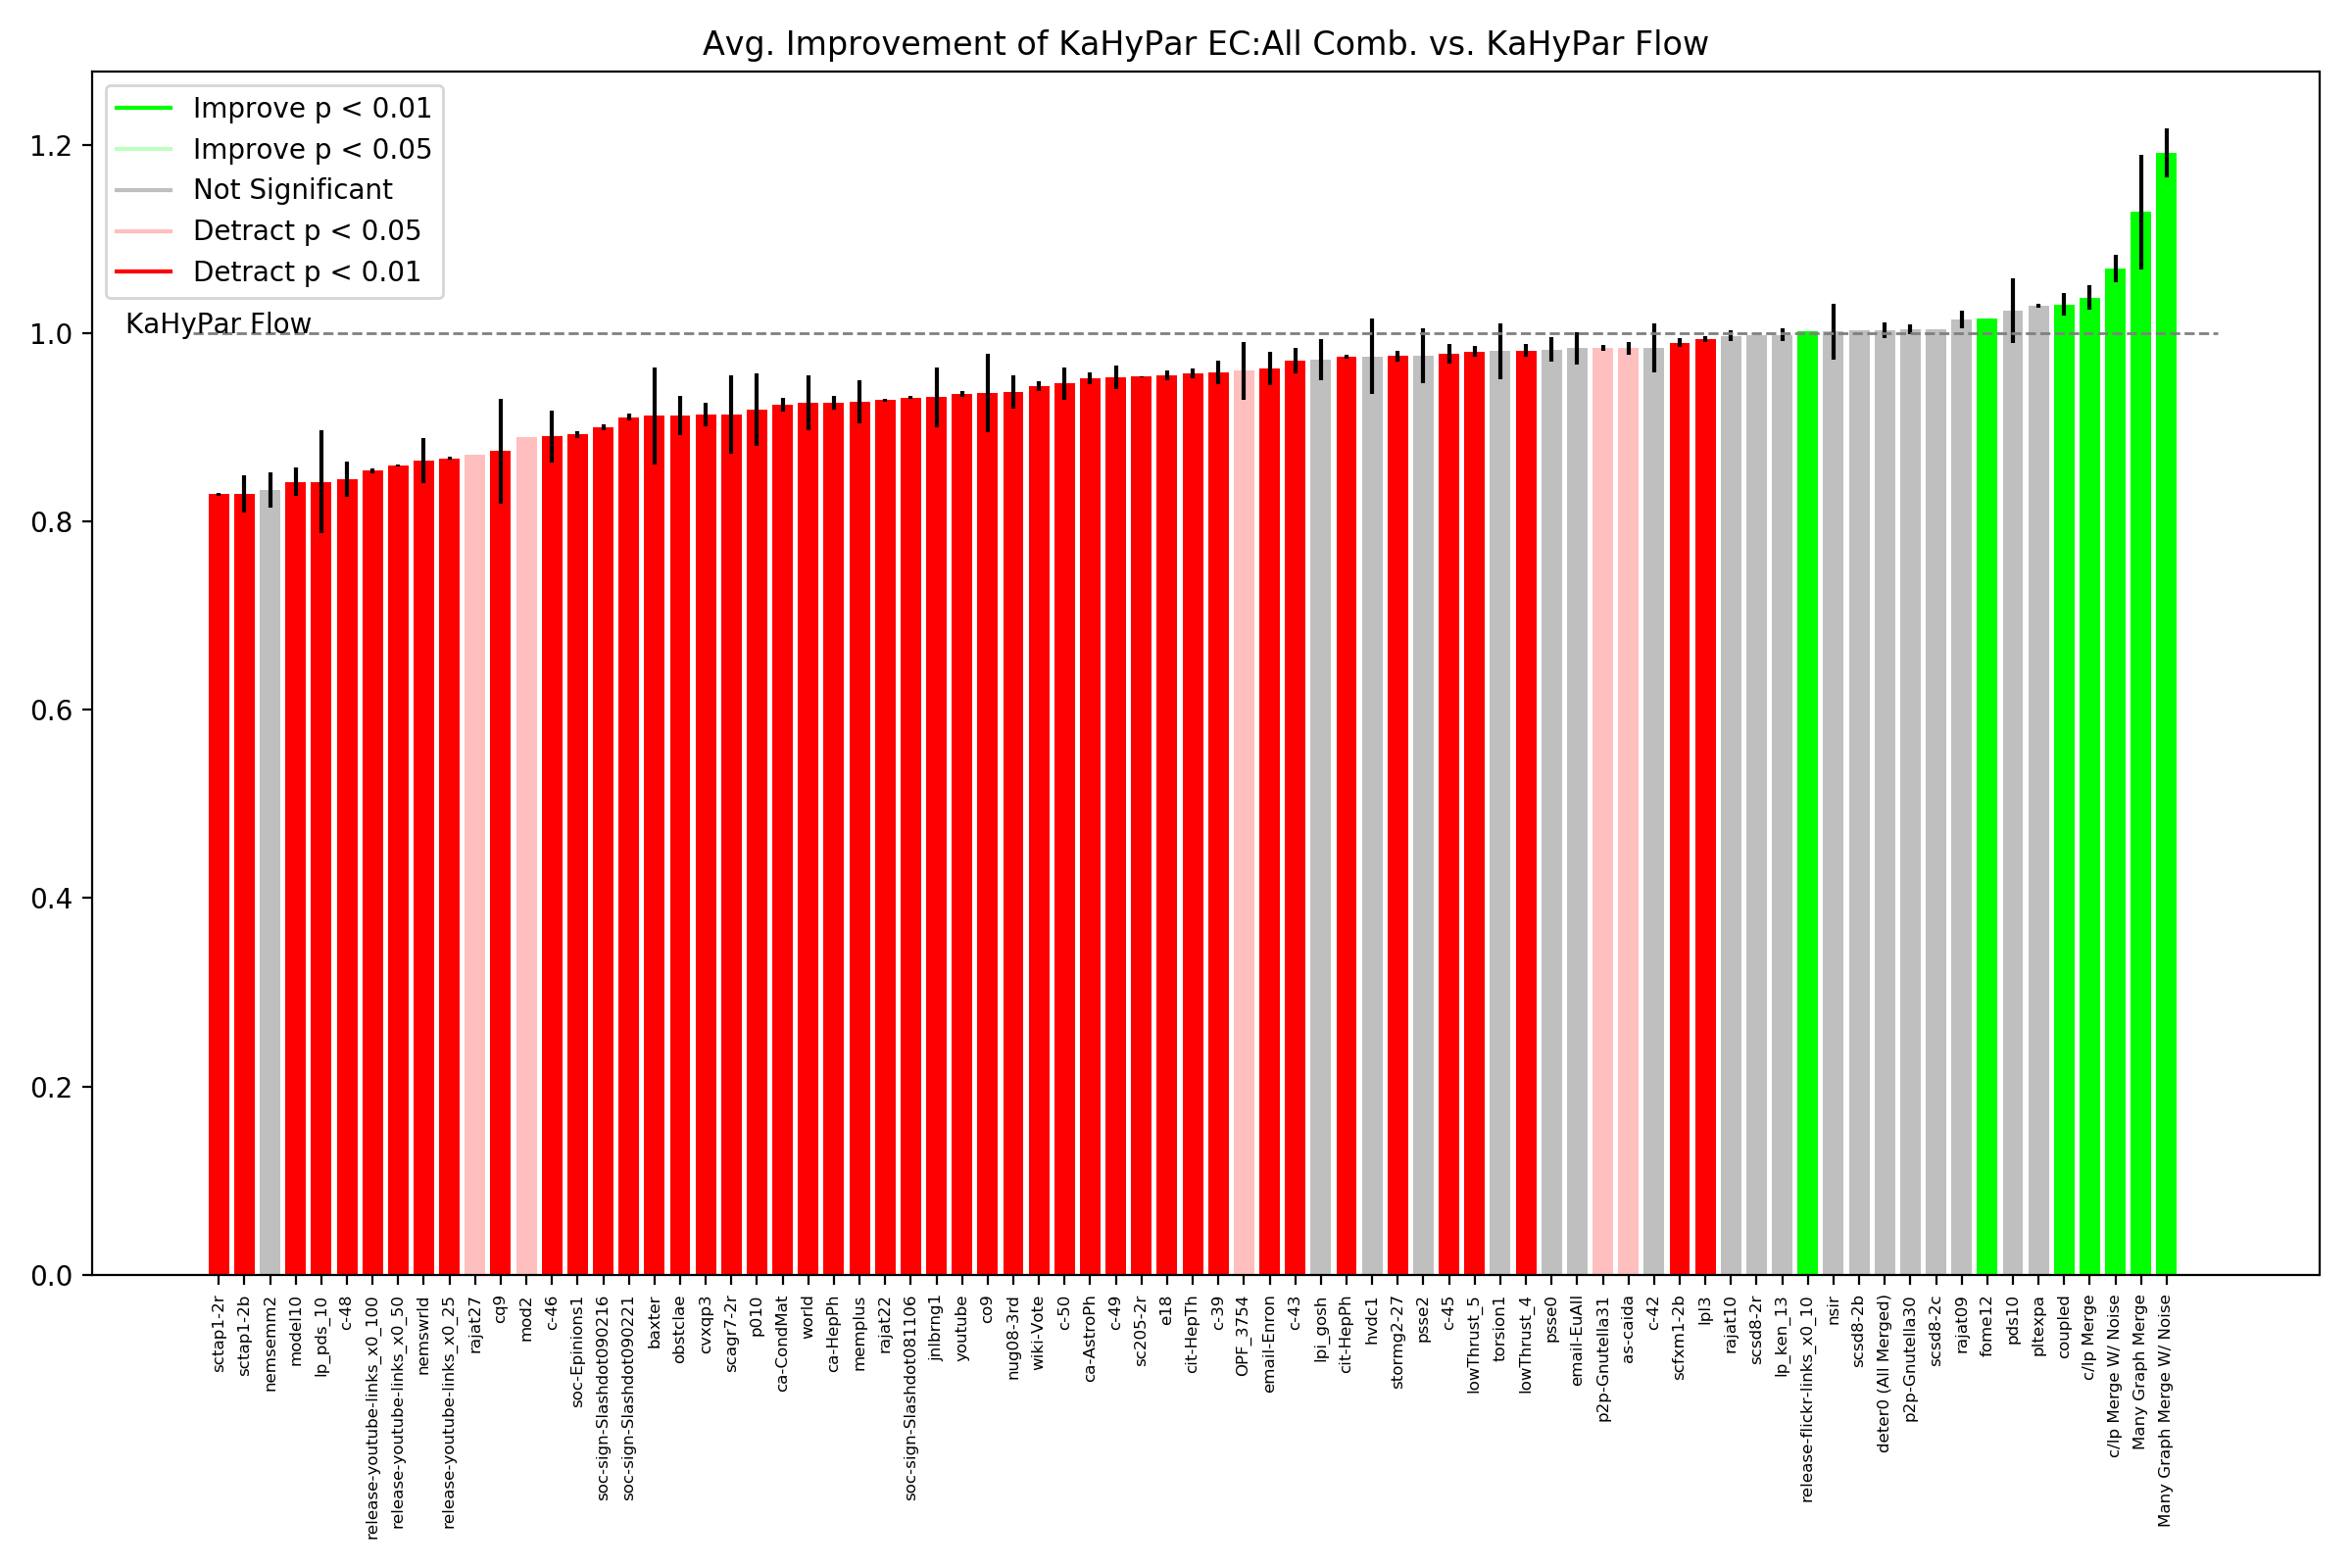 Avg. Improvement of KaHyPar EC:All Comb. vs. KaHyPar Flow
Improve p < 0.01
Improve p < 0.05
Not Significant
Detract p < 0.05
Detract p < 0.01
KaHyPar Flow
1.2
1.0
0.8
0.6
0.4
0.2
0.0
sctap1-2r
sctap1-2b
nemsemm2
model10
lp_pds_10
c-48
release-youtube-links_x0_100
release-youtube-links_x0_50
nemswrld
release-youtube-links_x0_25
rajat27
cq9
mod2
c-46
soc-Epinions1
soc-sign-Slashdot090216
soc-sign-Slashdot090221
baxter
obstclae
cvxqp3
scagr7-2r
p010
ca-CondMat
world
ca-HepPh
memplus
rajat22
soc-sign-Slashdot081106
jnlbrng1
youtube
co9
nug08-3rd
wiki-Vote
c-50
ca-AstroPh
c-49
sc205-2r
e18
cit-HepTh
c-39
OPF_3754
email-Enron
c-43
lpi_gosh
cit-HepPh
hvdc1
stormg2-27
psse2
c-45
lowThrust_5
torsion1
lowThrust_4
psse0
email-EuAll
p2p-Gnutella31
as-caida
c-42
scfxm1-2b
lpl3
rajat10
scsd8-2r
lp_ken_13
release-flickr-links_x0_10
nsir
scsd8-2b
deter0 (All Merged)
p2p-Gnutella30
scsd8-2c
rajat09
fome12
pds10
pltexpa
coupled
c/lp Merge
c/lp Merge W/ Noise
Many Graph Merge
Many Graph Merge W/ Noise